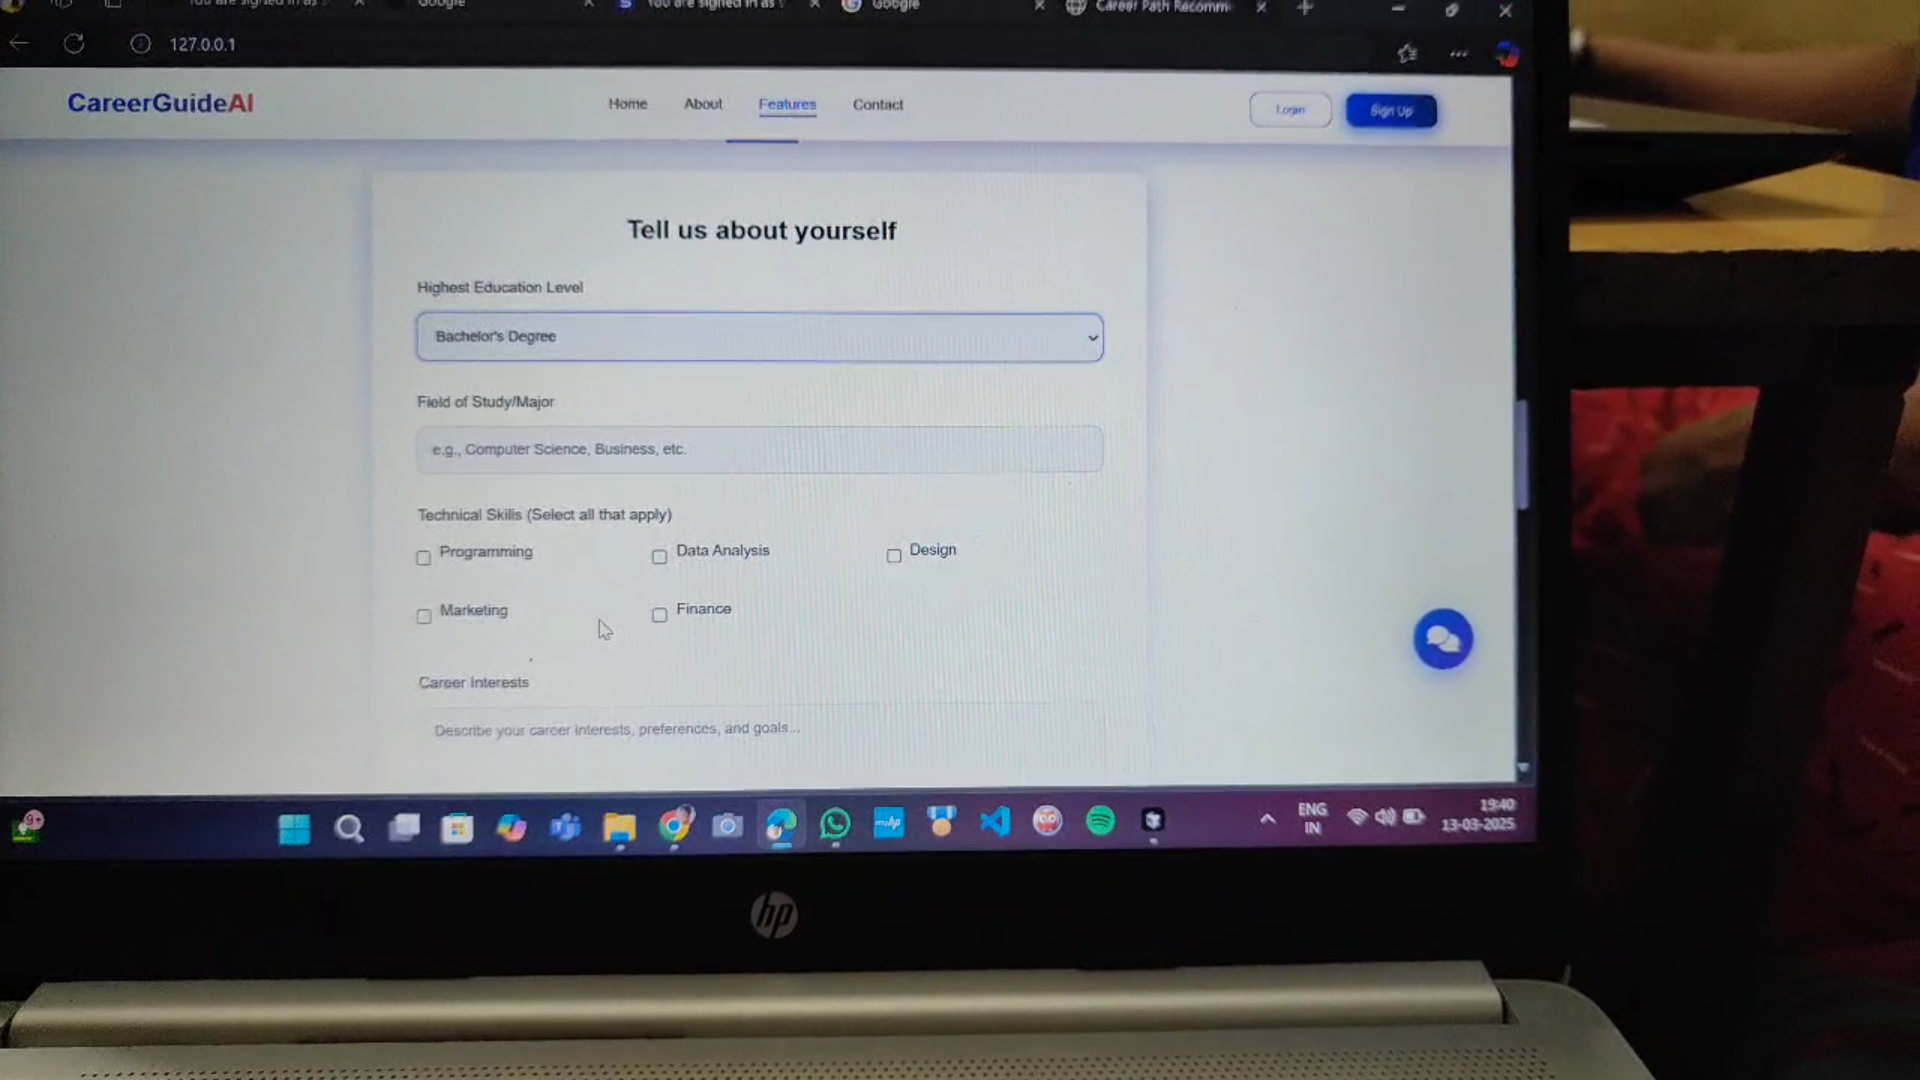 You are signed in as
Google
You are signed in as
Google
Career Path Recomm
127.0.0.1
CareerGuideAI
Home
About
Features
Contact
Login
Sign Up
Tell us about yourself
Highest Education Level
Bachelor's Degree
Field of Study/Major
e.g., Computer Science, Business, etc.
Technical Skills (Select all that apply)
Programming
Data Analysis
Design
Marketing
Finance
Career Interests
Describe your career interests, preferences, and goals...
9+
myhp
ENG
IN
19:40
13-03-2025
hp